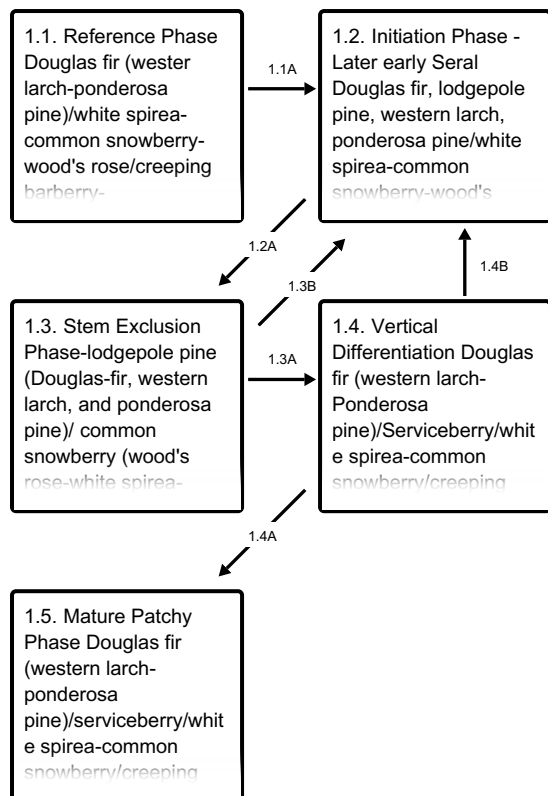 1.1. Reference Phase
Douglas fir (wester
larch-ponderosa
pine)/white spirea-
common snowberry-
wood's rose/creeping
barberry-
1.1A
1.2. Initiation Phase -
Later early Seral
Douglas fir, lodgepole
pine, western larch,
ponderosa pine/white
spirea-common
snowberry-wood's
1.2A
1.3B
1.4B
1.3. Stem Exclusion
Phase-lodgepole pine
(Douglas-fir, western
larch, and ponderosa
pine)/ common
snowberry (wood's
rose-white spirea-
1.3A
1.4. Vertical
Differentiation Douglas
fir (western larch-
Ponderosa
pine)/Serviceberry/whit
e spirea-common
snowberry/creeping
1.4A
1.5. Mature Patchy
Phase Douglas fir
(western larch-
ponderosa
pine)/serviceberry/whit
e spirea-common
snowberry/creeping